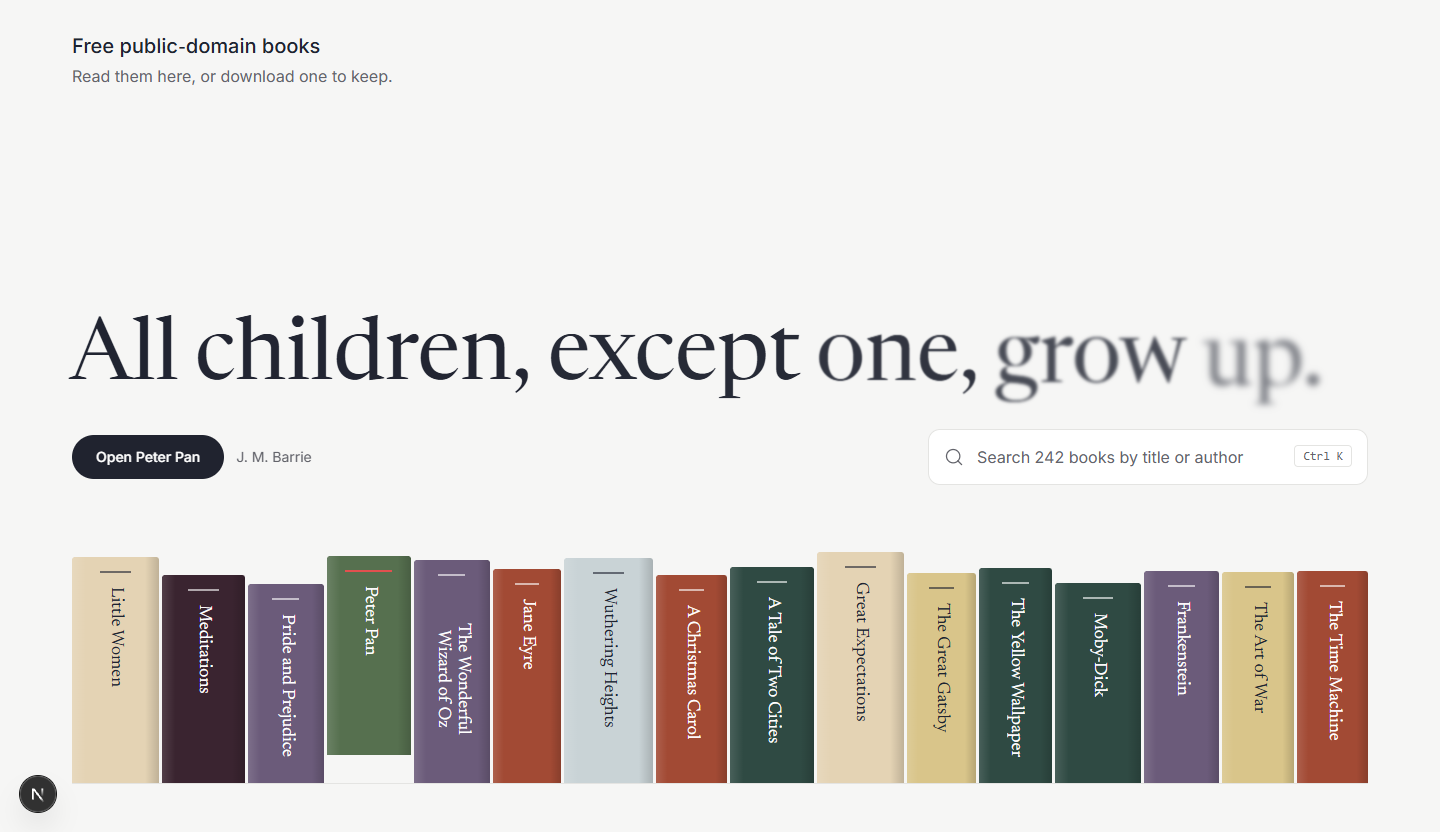 Free public-domain books
Read them here, or download one to keep.
All children, except one, grow up.
Open Peter Pan
J. M. Barrie
Search 242 books by title or author
Ctrl K
Little Women
Meditations
Pride and Prejudice
Peter Pan
The Wonderful
Wizard of Oz
Jane Eyre
Wuthering Heights
A Christmas Carol
A Tale of Two Cities
Great Expectations
The Great Gatsby
The Yellow Wallpaper
Moby-Dick
Frankenstein
The Art of War
The Time Machine
N